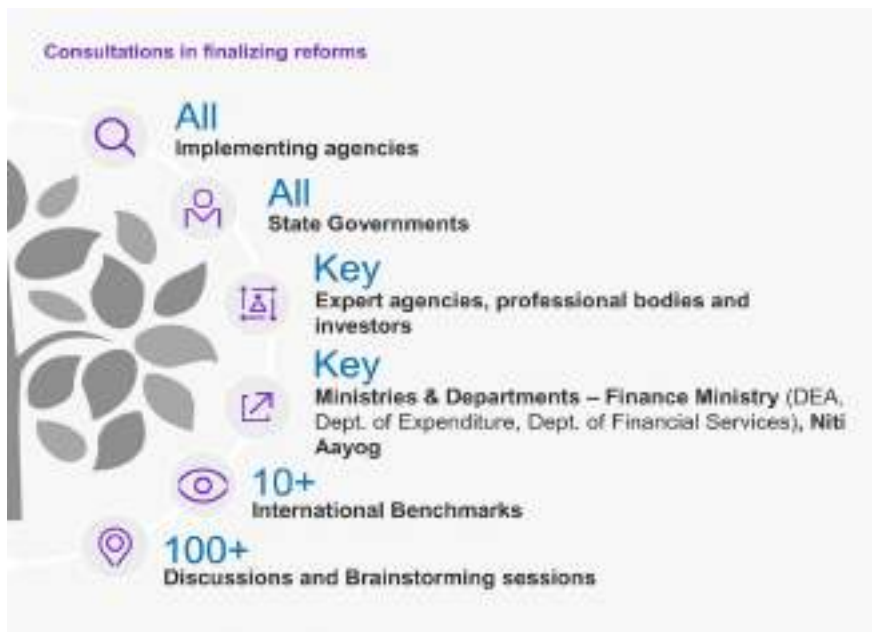 Consultations in finalizing reforms
All
Implementing agencies
All
State Governments
Key
Expert agencies, professional bodies and
investors
Key
Ministries & Departments – Finance Ministry (DEA,
Dept. of Expenditure, Dept. of Financial Services), Niti
Aayog
10+
International Benchmarks
100+
Discussions and Brainstorming sessions